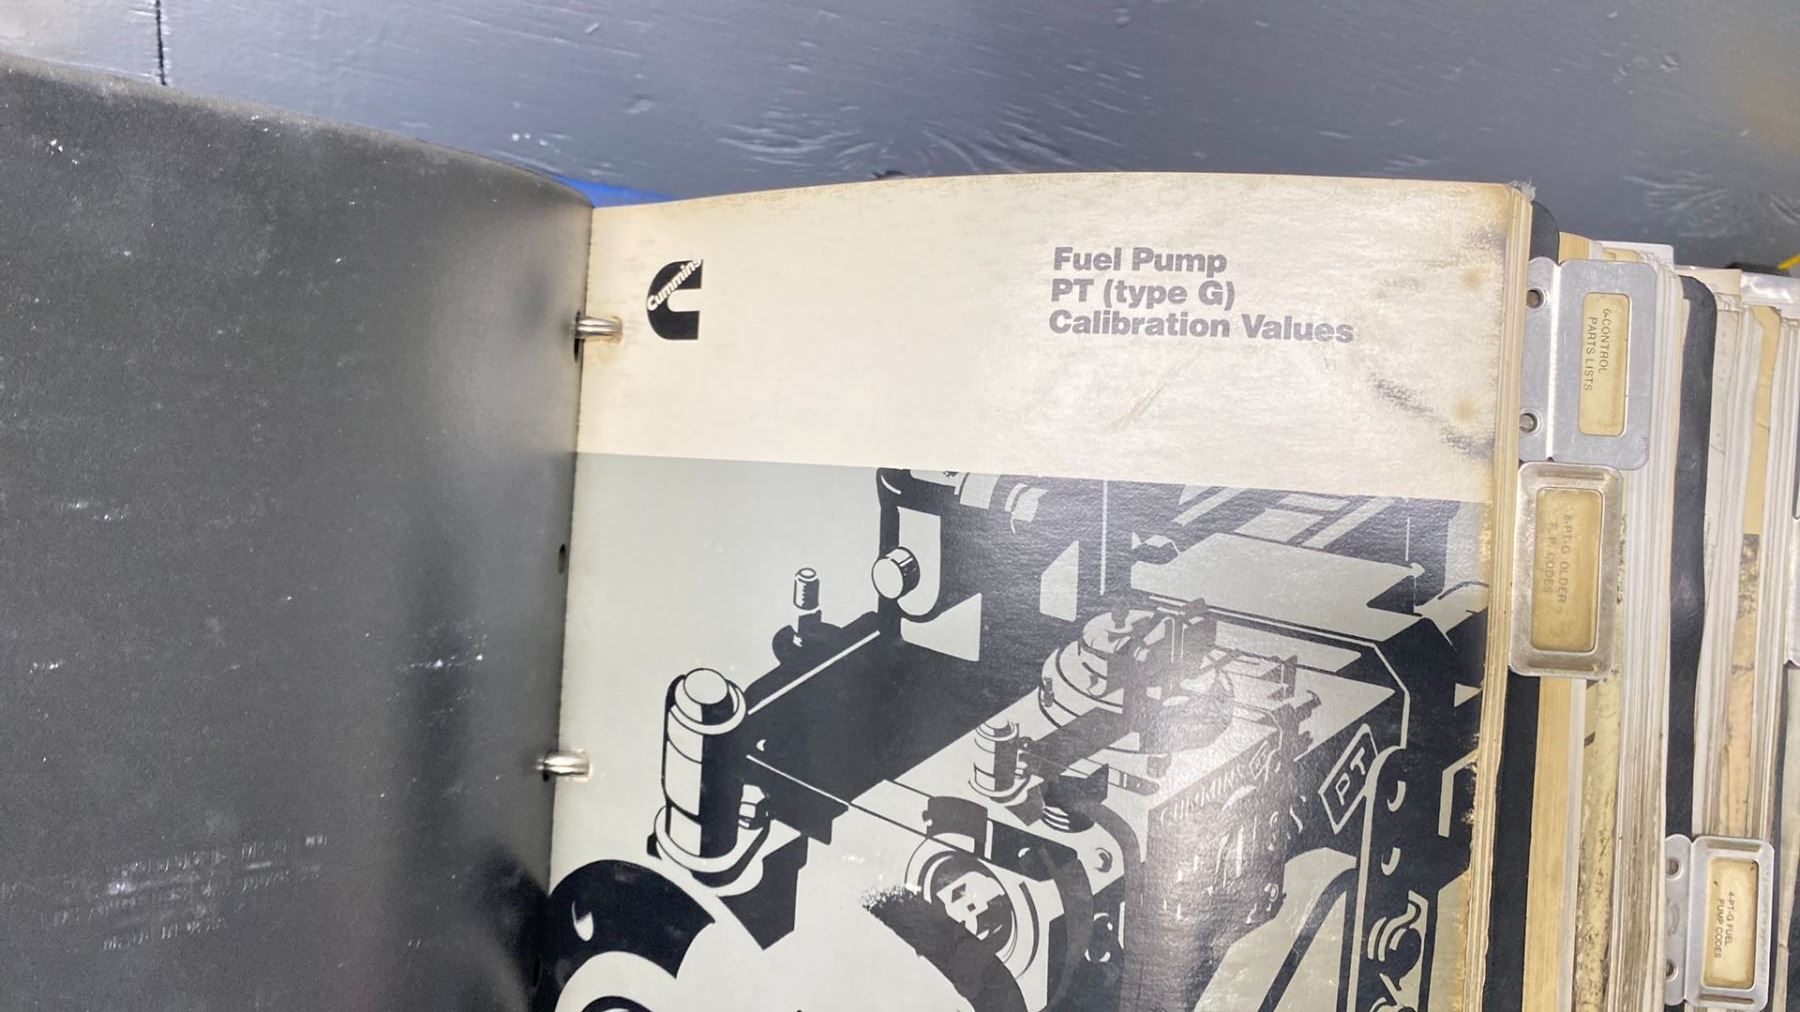 Cummins
Fuel Pump
PT (type G)
Calibration Values
6-CONTROL
PARTS LISTS
8-PT-G OLDER
F. P. CODES
4-PT-G FUEL
PUMP CODES
CUMMINS
PT